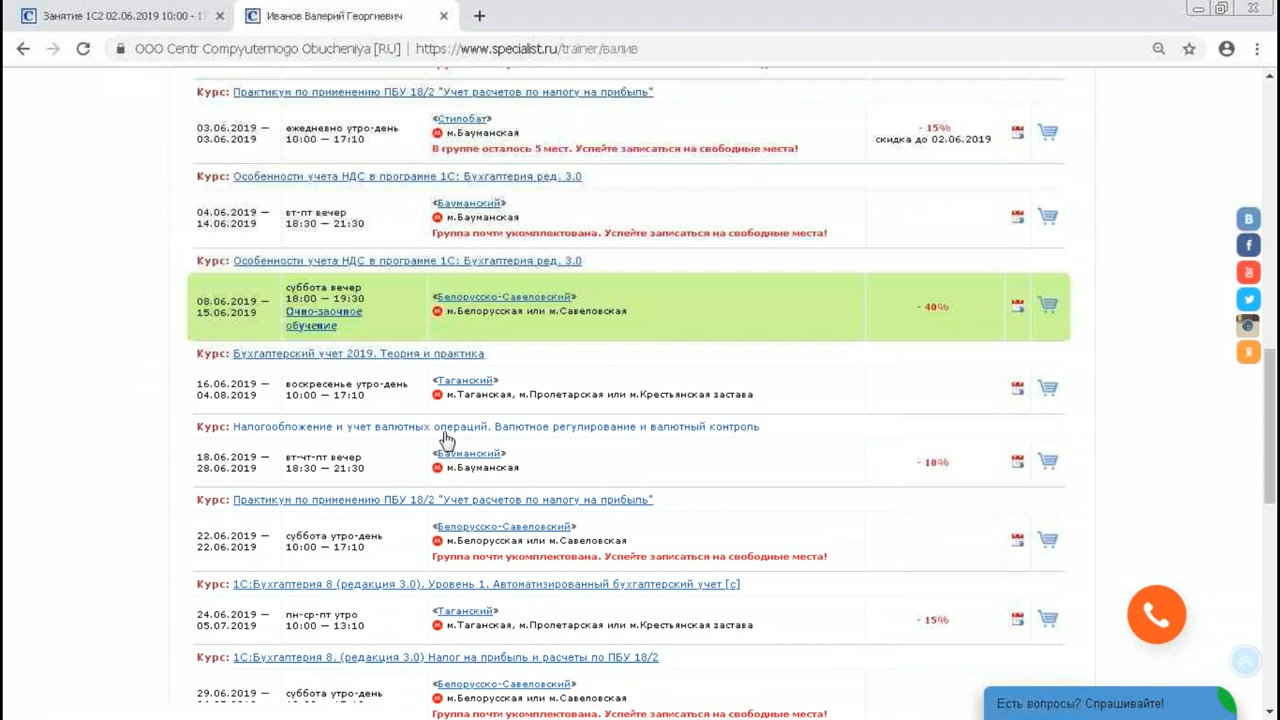 Занятие 1С2 02.06.2019 10:00 - 1
Иванов Валерий Георгиевич
OOO Centr Compyuternogo Obucheniya [RU] | https://www.specialist.ru/trainer/валив
Курс: Практикум по применению ПБУ 18/2 "Учет расчетов по налогу на прибыль"
03.06.2019 — 03.06.2019
ежедневно утро-день
10:00 — 17:10
«Стилобат»
м.Бауманская
В группе осталось 5 мест. Успейте записаться на свободные места!
- 15%
скидка до 02.06.2019
Курс: Особенности учета НДС в программе 1С: Бухгалтерия ред. 3.0
04.06.2019 —
14.06.2019
вт-пт вечер
18:30 — 21:30
«Бауманский»
м.Бауманская
Группа почти укомплектована. Успейте записаться на свободные места!
Курс: Особенности учета НДС в программе 1С: Бухгалтерия ред. 3.0
08.06.2019 —
15.06.2019
суббота вечер
18:00 — 19:30
Очно-заочное
обучение
«Белорусско-Савеловский»
м.Белорусская или м.Савеловская
- 40%
Курс: Бухгалтерский учет 2019. Теория и практика
16.06.2019 —
04.08.2019
воскресенье утро-день
10:00 — 17:10
«Таганский»
м.Таганская, м.Пролетарская или м.Крестьянская застава
Курс: Налогообложение и учет валютных операций. Валютное регулирование и валютный контроль
18.06.2019 —
28.06.2019
вт-чт-пт вечер
18:30 — 21:30
«Бауманский»
м.Бауманская
- 10%
Курс: Практикум по применению ПБУ 18/2 "Учет расчетов по налогу на прибыль"
22.06.2019 —
22.06.2019
суббота утро-день
10:00 — 17:10
«Белорусско-Савеловский»
м.Белорусская или м.Савеловская
Группа почти укомплектована. Успейте записаться на свободные места!
Курс: 1С:Бухгалтерия 8 (редакция 3.0). Уровень 1. Автоматизированный бухгалтерский учет [c]
24.06.2019 —
05.07.2019
пн-ср-пт утро
10:00 — 13:10
«Таганский»
м.Таганская, м.Пролетарская или м.Крестьянская застава
- 15%
Курс: 1С:Бухгалтерия 8. (редакция 3.0) Налог на прибыль и расчеты по ПБУ 18/2
29.06.2019 —
суббота утро-день
«Белорусско-Савеловский»
м.Белорусская или м.Савеловская
Группа почти укомплектована. Успейте записаться на свободные места!
Есть вопросы? Спрашивайте!